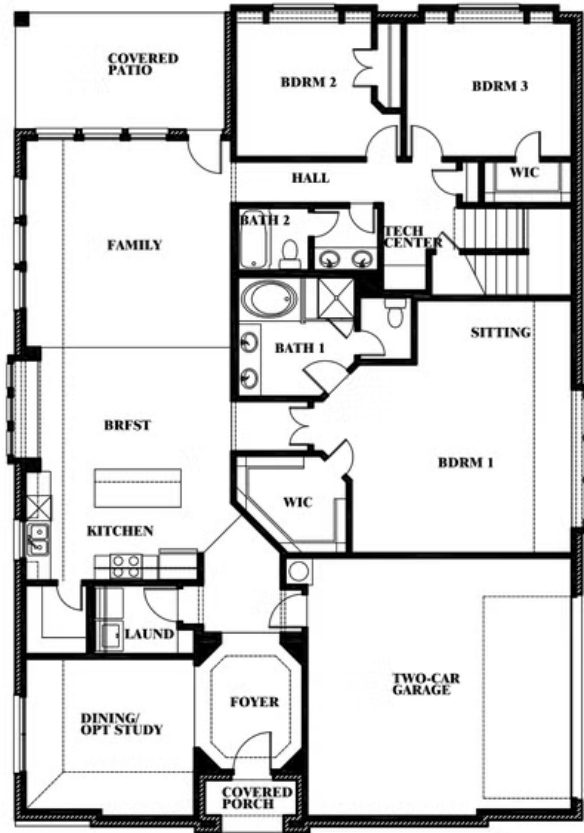 COVERED
PATIO
BDRM 2
BDRM 3
HALL
WIC
BATH 2
TECH
CENTER
FAMILY
SITTING
BATH 1
BRFST
BDRM 1
WIC
KITCHEN
LAUND
TWO-CAR
GARAGE
FOYER
DINING/
OPT STUDY
COVERED
PORCH